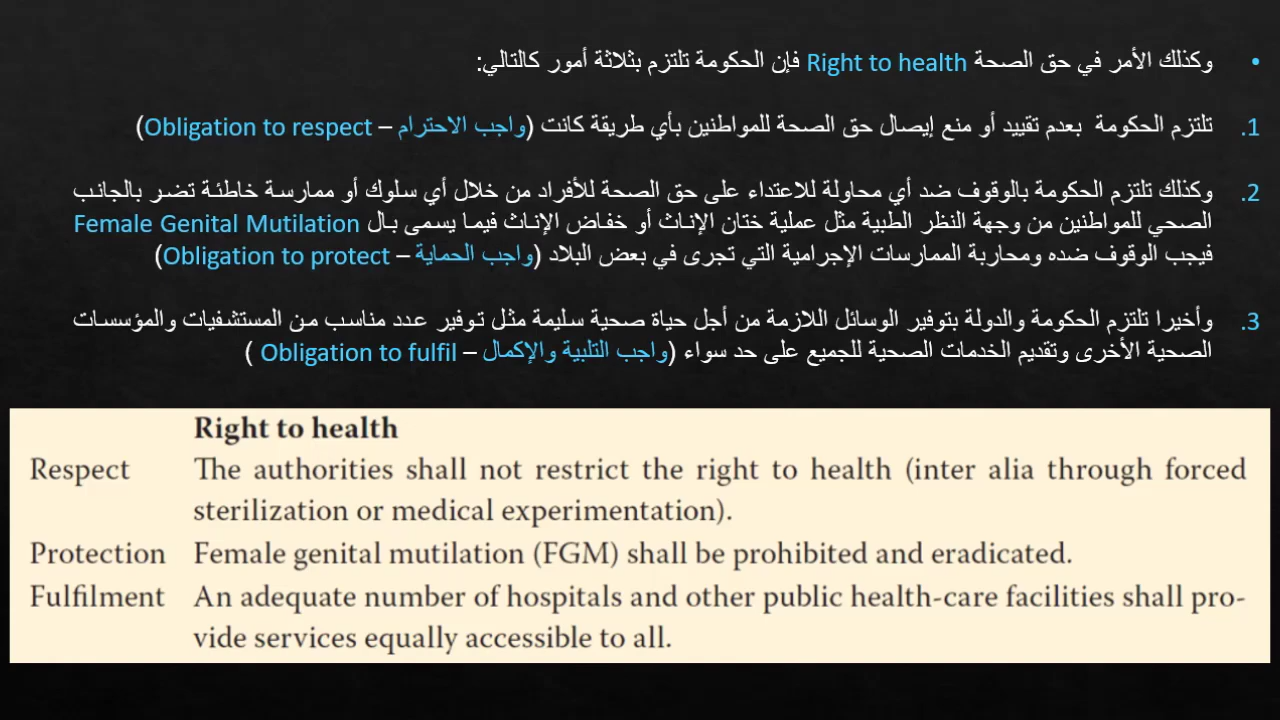 • وكذلك الأمر في حق الصحة Right to health فإن الحكومة تلتزم بثلاثة أمور كالتالي:
1. تلتزم الحكومة بعدم تقييد أو منع إيصال حق الصحة للمواطنين بأي طريقة كانت (واجب الاحترام – Obligation to respect)
2. وكذلك تلتزم الحكومة بالوقوف ضد أي محاولة للاعتداء على حق الصحة للأفراد من خلال أي سلوك أو ممارسة خاطئة تضر بالجانب
الصحي للمواطنين من وجهة النظر الطبية مثل عملية ختان الإناث أو خفاض الإناث فيما يسمى بال Female Genital Mutilation
فيجب الوقوف ضده ومحاربة الممارسات الإجرامية التي تجرى في بعض البلاد (واجب الحماية – Obligation to protect)
3. وأخيرا تلتزم الحكومة والدولة بتوفير الوسائل اللازمة من أجل حياة صحية سليمة مثل توفير عدد مناسب من المستشفيات والمؤسسات
الصحية الأخرى وتقديم الخدمات الصحية للجميع على حد سواء (واجب التلبية والإكمال – Obligation to fulfil )
Right to health
Respect The authorities shall not restrict the right to health (inter alia through forced
sterilization or medical experimentation).
Protection Female genital mutilation (FGM) shall be prohibited and eradicated.
Fulfilment An adequate number of hospitals and other public health-care facilities shall pro-
vide services equally accessible to all.